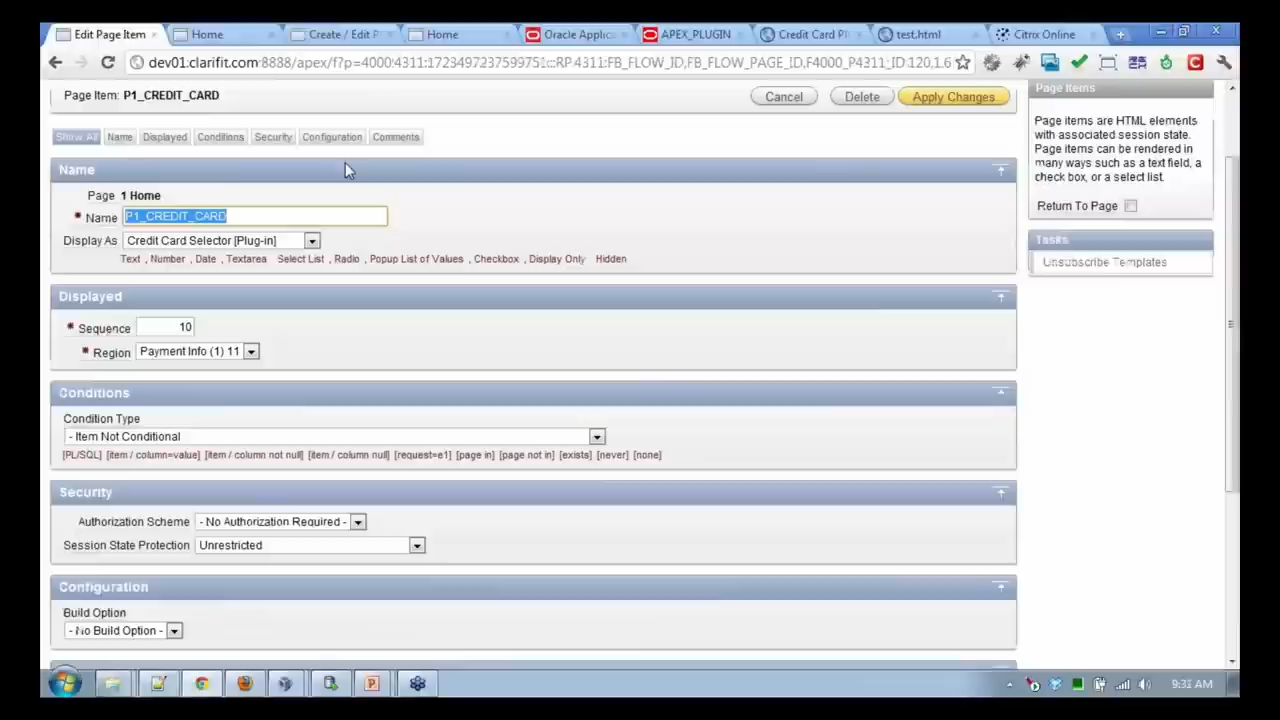 Edit Page Item
Home
Create / Edit P
Home
Oracle Applic
APEX_PLUGIN
Credit Card Pl
test.html
Citrix Online
dev01.clarifit.com:8888/apex/f?p=4000:4311:1723497237599751::RP,4311:FB_FLOW_ID,FB_FLOW_PAGE_ID,F4000_P4311_ID:120,1.6
Page Item: P1_CREDIT_CARD
Cancel
Delete
Apply Changes
Show All
Name
Displayed
Conditions
Security
Configuration
Comments
Name
Page 1 Home
* Name P1_CREDIT_CARD
Display As Credit Card Selector [Plug-in]
Text , Number , Date , Textarea Select List , Radio , Popup List of Values , Checkbox , Display Only Hidden
Displayed
* Sequence 10
* Region Payment Info (1) 11
Conditions
Condition Type
- Item Not Conditional
[PL/SQL] [item / column=value] [item / column not null] [item / column null] [request=e1] [page in] [page not in] [exists] [never] [none]
Security
Authorization Scheme - No Authorization Required -
Session State Protection Unrestricted
Configuration
Build Option
- No Build Option -
Page Items
Page items are HTML elements
with associated session state.
Page items can be rendered in
many ways such as a text field, a
check box, or a select list.
Return To Page
Tasks
Unsubscribe Templates
9:32 AM